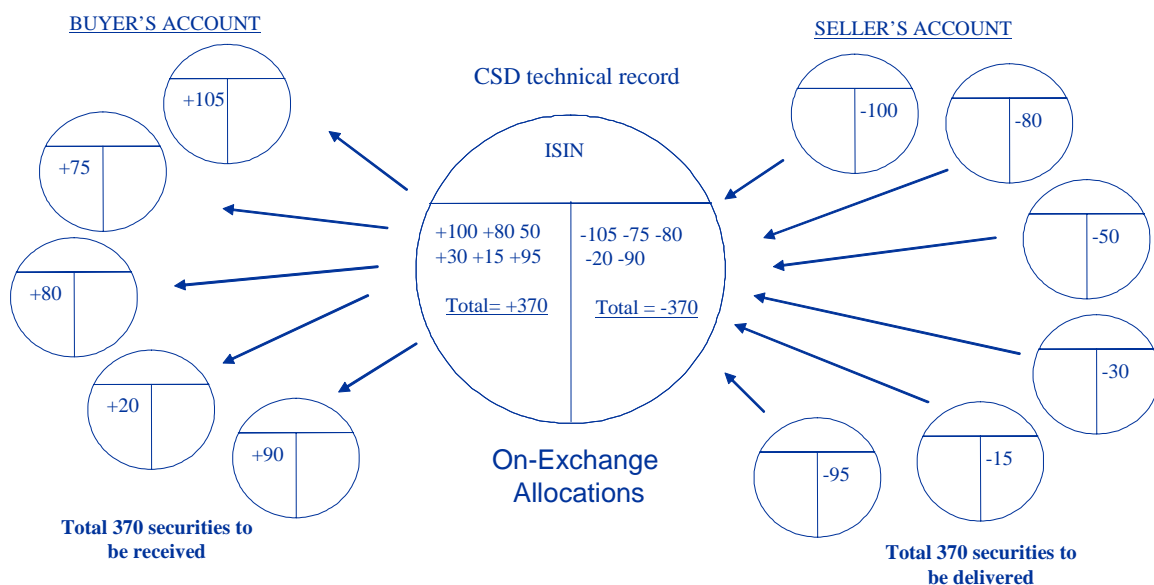 BUYER’S ACCOUNT
SELLER’S ACCOUNT
CSD technical record
+105
+75
+80
+20
+90
ISIN
+100 +80 50
+30 +15 +95
Total= +370
-105 -75 -80
-20 -90
Total = -370
-100
-80
-50
-30
-15
-95
On-Exchange
Allocations
Total 370 securities to
be received
Total 370 securities to
be delivered